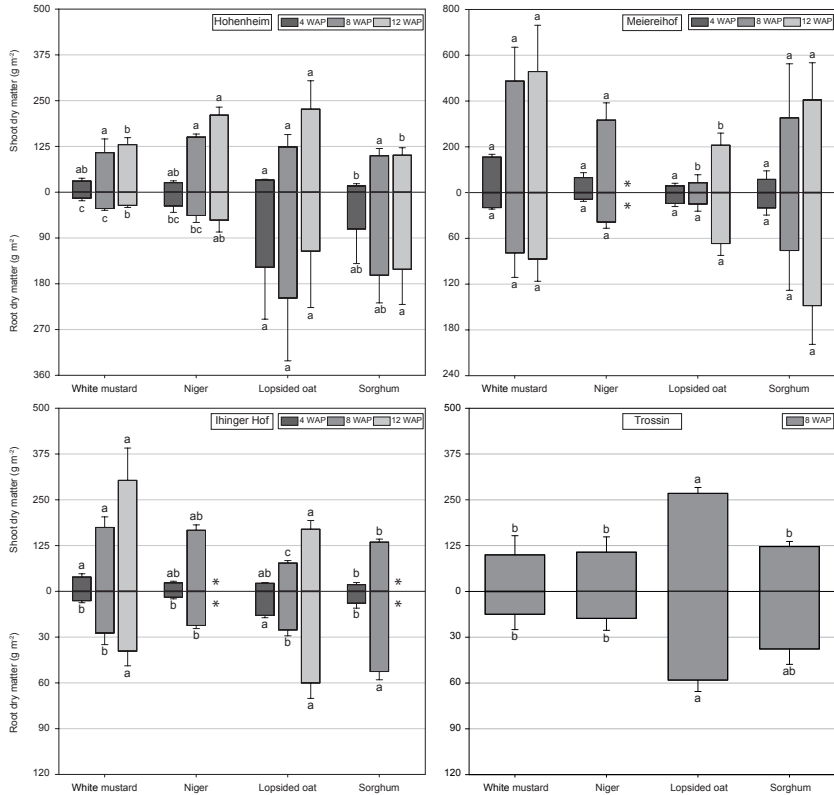 Hohenheim
4 WAP 8 WAP 12 WAP
Shoot dry matter (g m-2)
Root dry matter (g m-2)
500
375
250
125
0
90
180
270
360
ab a b
c c b
ab a a
bc bc ab
a a a
a a a
b a b
ab ab a
White mustard Niger Lopsided oat Sorghum
Meiereihof
4 WAP 8 WAP 12 WAP
800
600
400
200
0
60
120
180
240
a a a
a a a
a a *
a a *
a b b
a a a
a a a
a a a
White mustard Niger Lopsided oat Sorghum
Ihinger Hof
4 WAP 8 WAP 12 WAP
Shoot dry matter (g m-2)
Root dry matter (g m-2)
500
375
250
125
0
30
60
90
120
a a a
b b a
ab ab *
b b *
ab c a
a b a
b b *
b a *
White mustard Niger Lopsided oat Sorghum
Trossin
8 WAP
500
375
250
125
0
30
60
90
120
b b a b
b b a ab
White mustard Niger Lopsided oat Sorghum